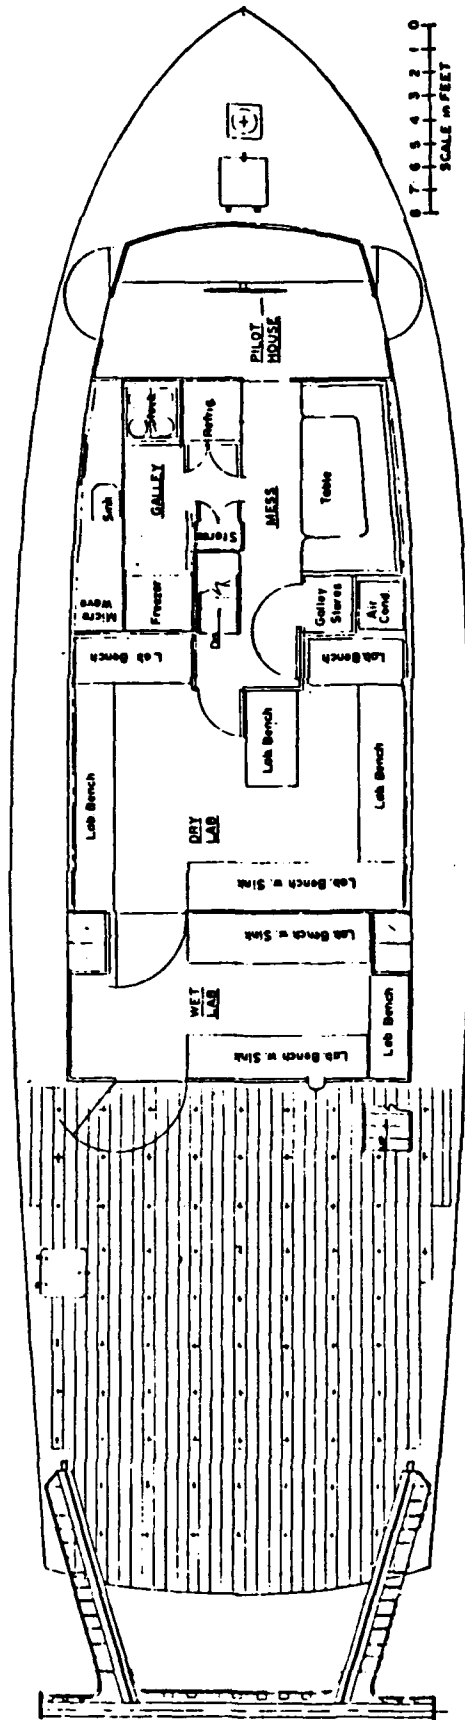 0 1 2 3 4 5 6 7 8
SCALE in FEET
PILOT
HOUSE
Stove
Refrig.
Sink
GALLEY
MESS
Table
Micro
Wave
Freezer
Dn.
Galley
Stores
Air
Cond.
Lab Bench
Lab Bench
Lab Bench
Lab Bench
Lab Bench
DRY
LAB
Lab. Bench w. Sink
Lab Bench w. Sink
WET
LAB
Lab Bench w. Sink
Lab Bench